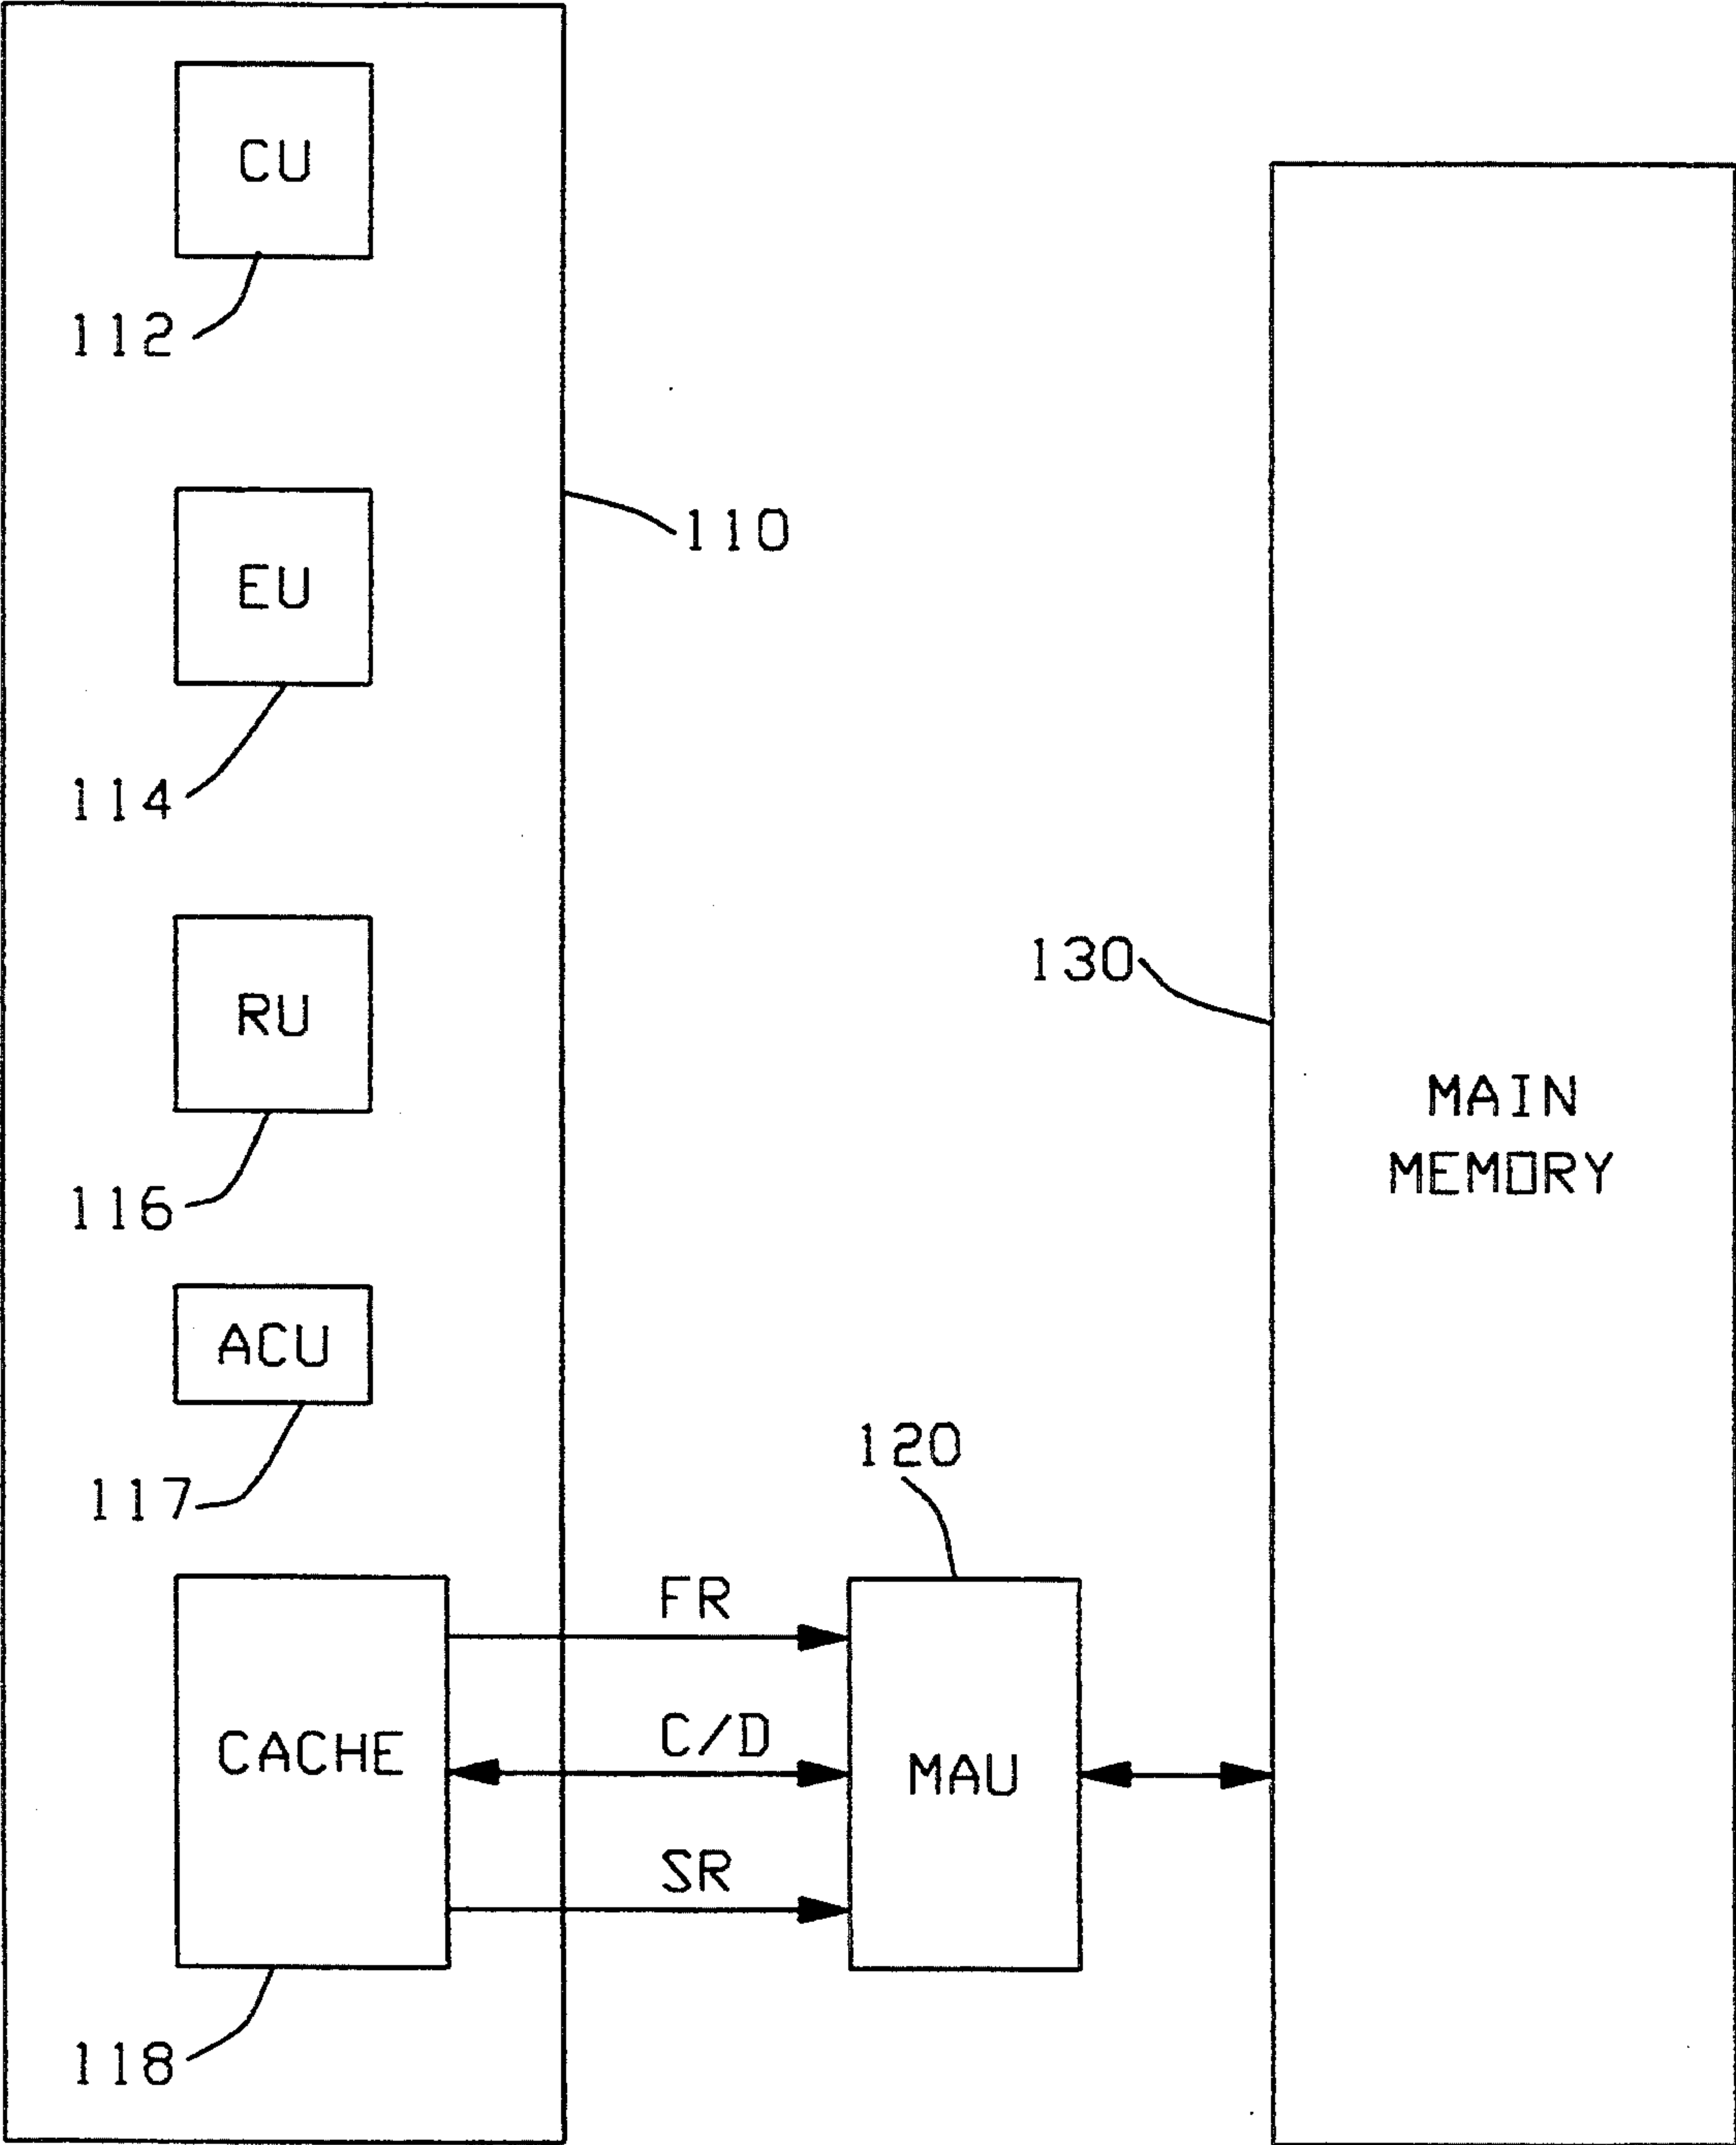 CU
112
EU
110
114
RU
130
MAIN
MEMORY
116
ACU
117
120
FR
CACHE
C/D
MAU
SR
118